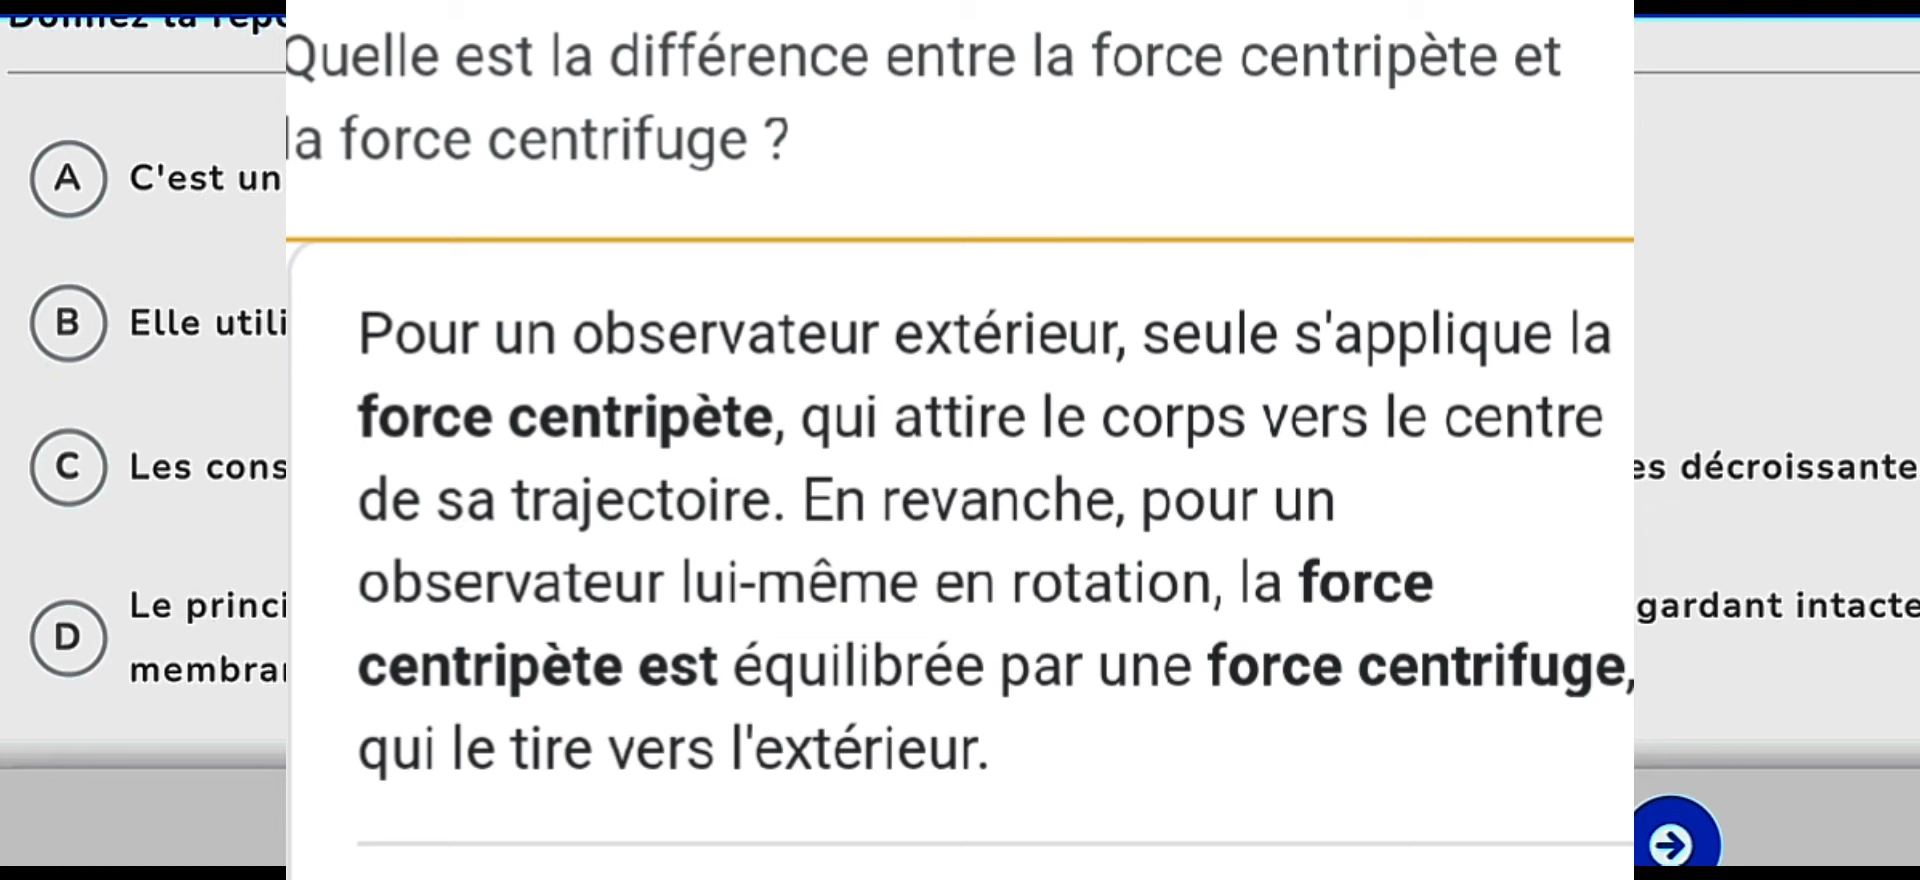 Donnez la
Quelle est la différence entre la force centripète et
la force centrifuge ?
A C'est un
B Elle utili
Pour un observateur extérieur, seule s'applique la
force centripète, qui attire le corps vers le centre
C Les cons
es décroissante
de sa trajectoire. En revanche, pour un
observateur lui-même en rotation, la force
D Le princi
gardant intacte
membra
centripète est équilibrée par une force centrifuge,
qui le tire vers l'extérieur.